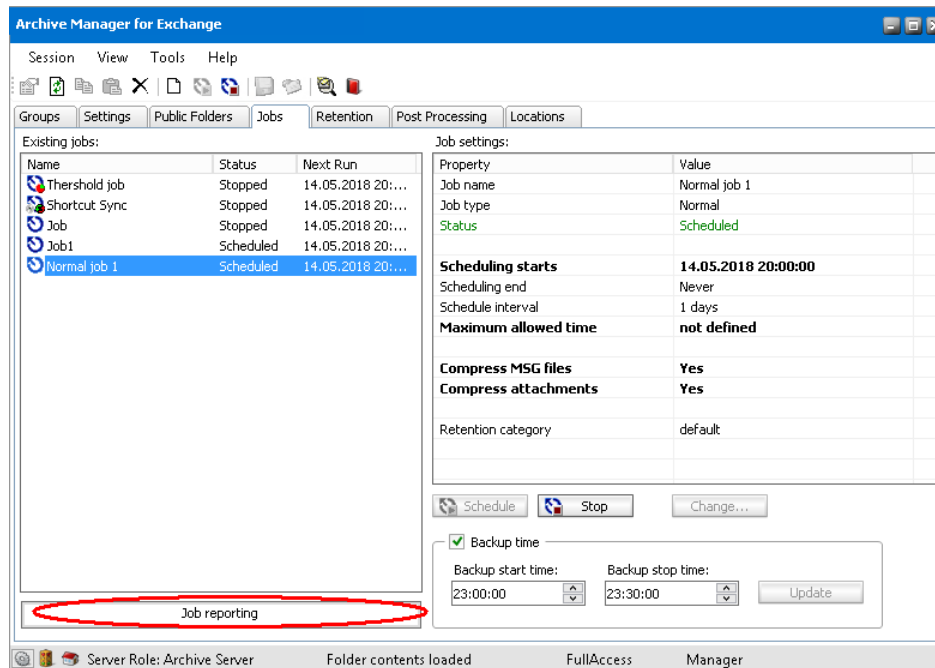 Archive Manager for Exchange
Session View Tools Help
Groups Settings Public Folders Jobs Retention Post Processing Locations
Existing jobs:
Name Status Next Run
Thershold job Stopped 14.05.2018 20:...
Shortcut Sync Stopped 14.05.2018 20:...
Job Stopped 14.05.2018 20:...
Job1 Scheduled 14.05.2018 20:...
Normal job 1 Scheduled 14.05.2018 20:...
Job reporting
Job settings:
Property Value
Job name Normal job 1
Job type Normal
Status Scheduled
Scheduling starts 14.05.2018 20:00:00
Scheduling end Never
Schedule interval 1 days
Maximum allowed time not defined
Compress MSG files Yes
Compress attachments Yes
Retention category default
Schedule Stop Change...
Backup time
Backup start time: Backup stop time:
23:00:00 23:30:00 Update
Server Role: Archive Server Folder contents loaded FullAccess Manager